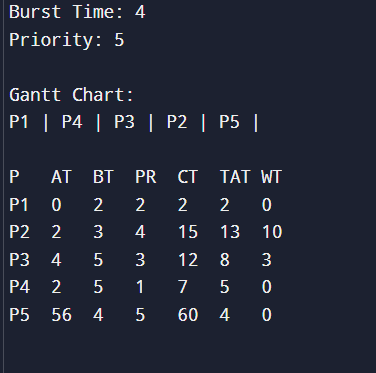 Burst Time: 4
Priority: 5
Gantt Chart:
P1 | P4 | P3 | P2 | P5 |
P AT BT PR CT TAT WT
P1 0 2 2 2 2 0
P2 2 3 4 15 13 10
P3 4 5 3 12 8 3
P4 2 5 1 7 5 0
P5 56 4 5 60 4 0